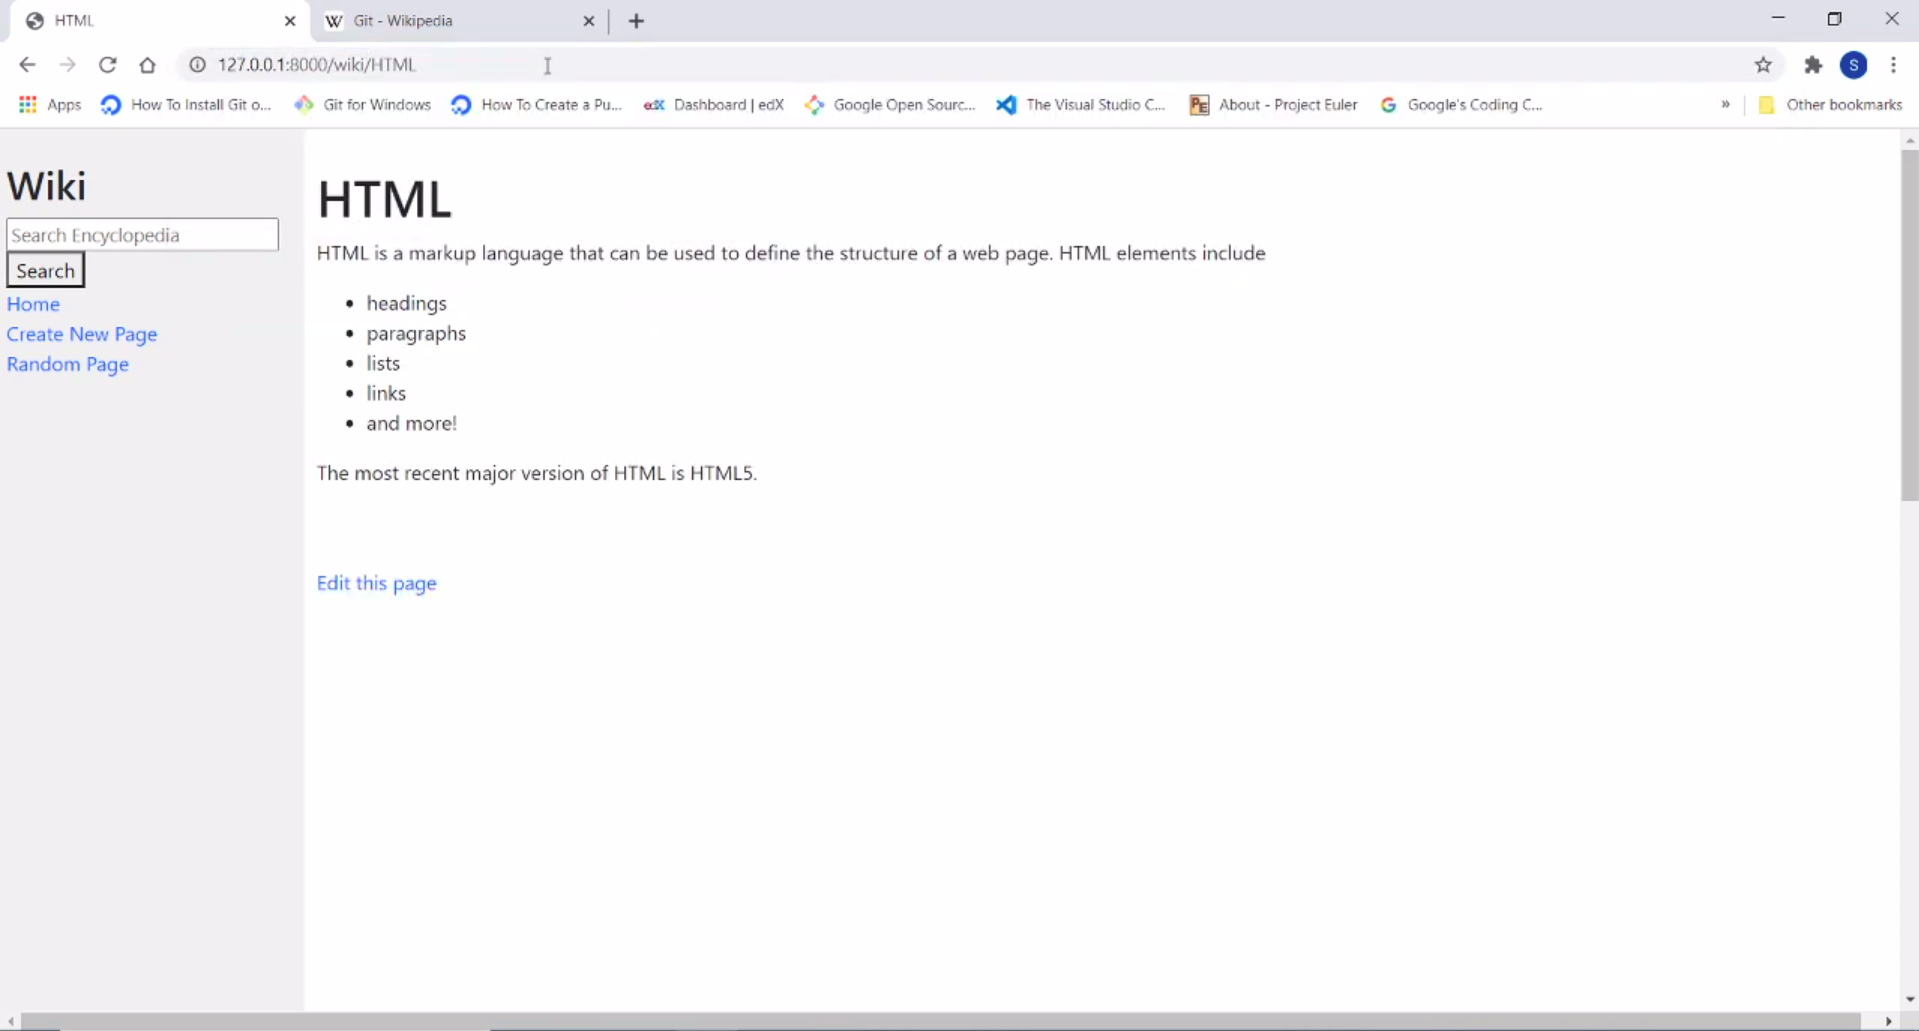 HTML
Git - Wikipedia
127.0.0.1:8000/wiki/HTML
S
Apps
How To Install Git o...
Git for Windows
How To Create a Pu...
edX
Dashboard | edX
Google Open Sourc...
The Visual Studio C...
PE
About - Project Euler
Google's Coding C...
»
Other bookmarks
Wiki
Search Encyclopedia
Search
Home
Create New Page
Random Page
HTML
HTML is a markup language that can be used to define the structure of a web page. HTML elements include
• headings
• paragraphs
• lists
• links
• and more!
The most recent major version of HTML is HTML5.
Edit this page